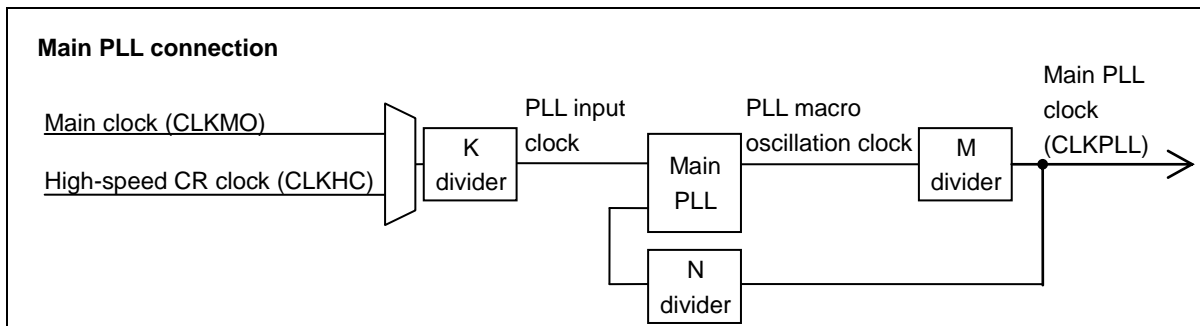 Main PLL connection
Main clock (CLKMO)
High-speed CR clock (CLKHC)
K
divider
PLL input
clock
Main
PLL
PLL macro
oscillation clock
M
divider
Main PLL
clock
(CLKPLL)
N
divider